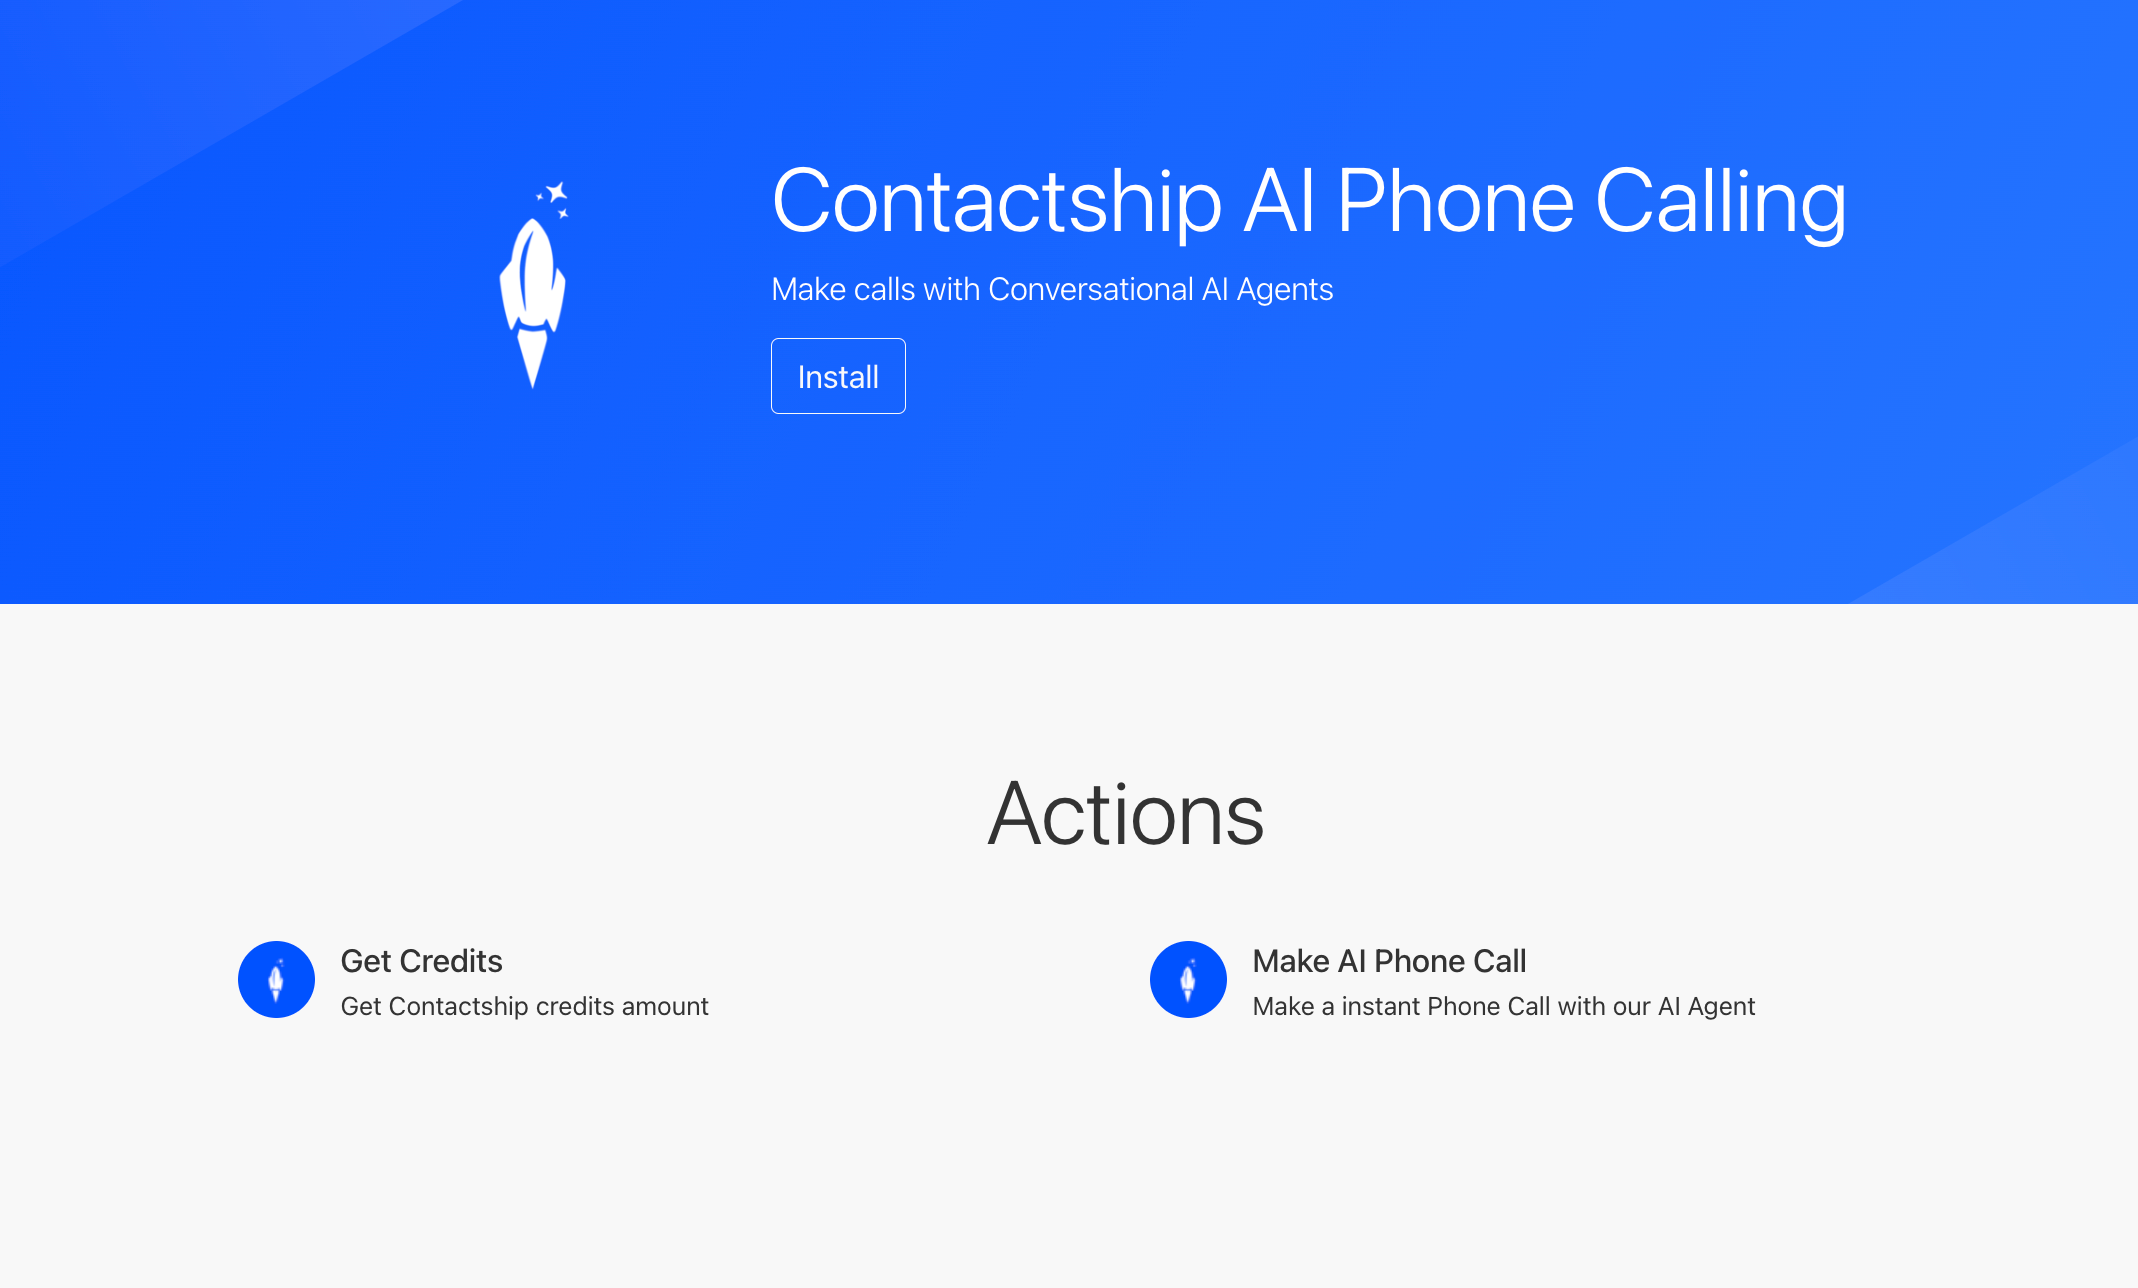 Contactship AI Phone Calling
Make calls with Conversational AI Agents
Install
Actions
Get Credits
Get Contactship credits amount
Make AI Phone Call
Make a instant Phone Call with our AI Agent